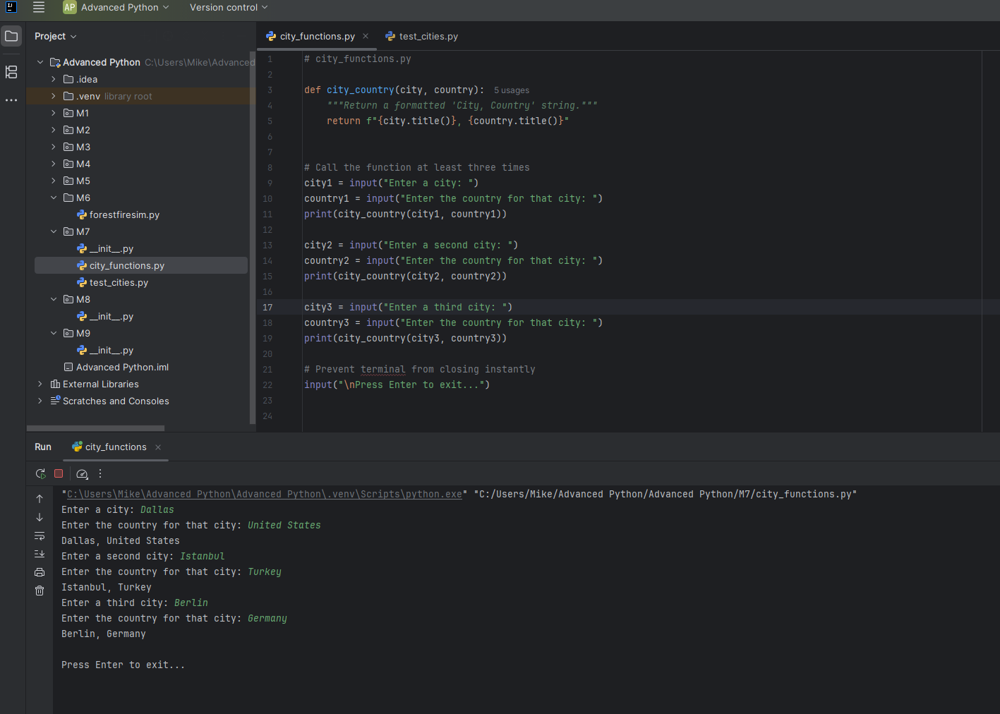 IJ
AP Advanced Python Version control
Project
Advanced Python C:\Users\Mike\Advanced
.idea
.venv library root
M1
M2
M3
M4
M5
M6
forestfiresim.py
M7
__init__.py
city_functions.py
test_cities.py
M8
__init__.py
M9
__init__.py
Advanced Python.iml
External Libraries
Scratches and Consoles
city_functions.py test_cities.py
1 # city_functions.py
2
3 def city_country(city, country): 5 usages
4 """Return a formatted 'City, Country' string."""
5 return f"{city.title()}, {country.title()}"
6
7
8 # Call the function at least three times
9 city1 = input("Enter a city: ")
10 country1 = input("Enter the country for that city: ")
11 print(city_country(city1, country1))
12
13 city2 = input("Enter a second city: ")
14 country2 = input("Enter the country for that city: ")
15 print(city_country(city2, country2))
16
17 city3 = input("Enter a third city: ")
18 country3 = input("Enter the country for that city: ")
19 print(city_country(city3, country3))
20
21 # Prevent terminal from closing instantly
22 input("\nPress Enter to exit...")
23
24
Run city_functions
"C:\Users\Mike\Advanced Python\Advanced Python\.venv\Scripts\python.exe" "C:/Users/Mike/Advanced Python/Advanced Python/M7/city_functions.py"
Enter a city: Dallas
Enter the country for that city: United States
Dallas, United States
Enter a second city: Istanbul
Enter the country for that city: Turkey
Istanbul, Turkey
Enter a third city: Berlin
Enter the country for that city: Germany
Berlin, Germany
Press Enter to exit...